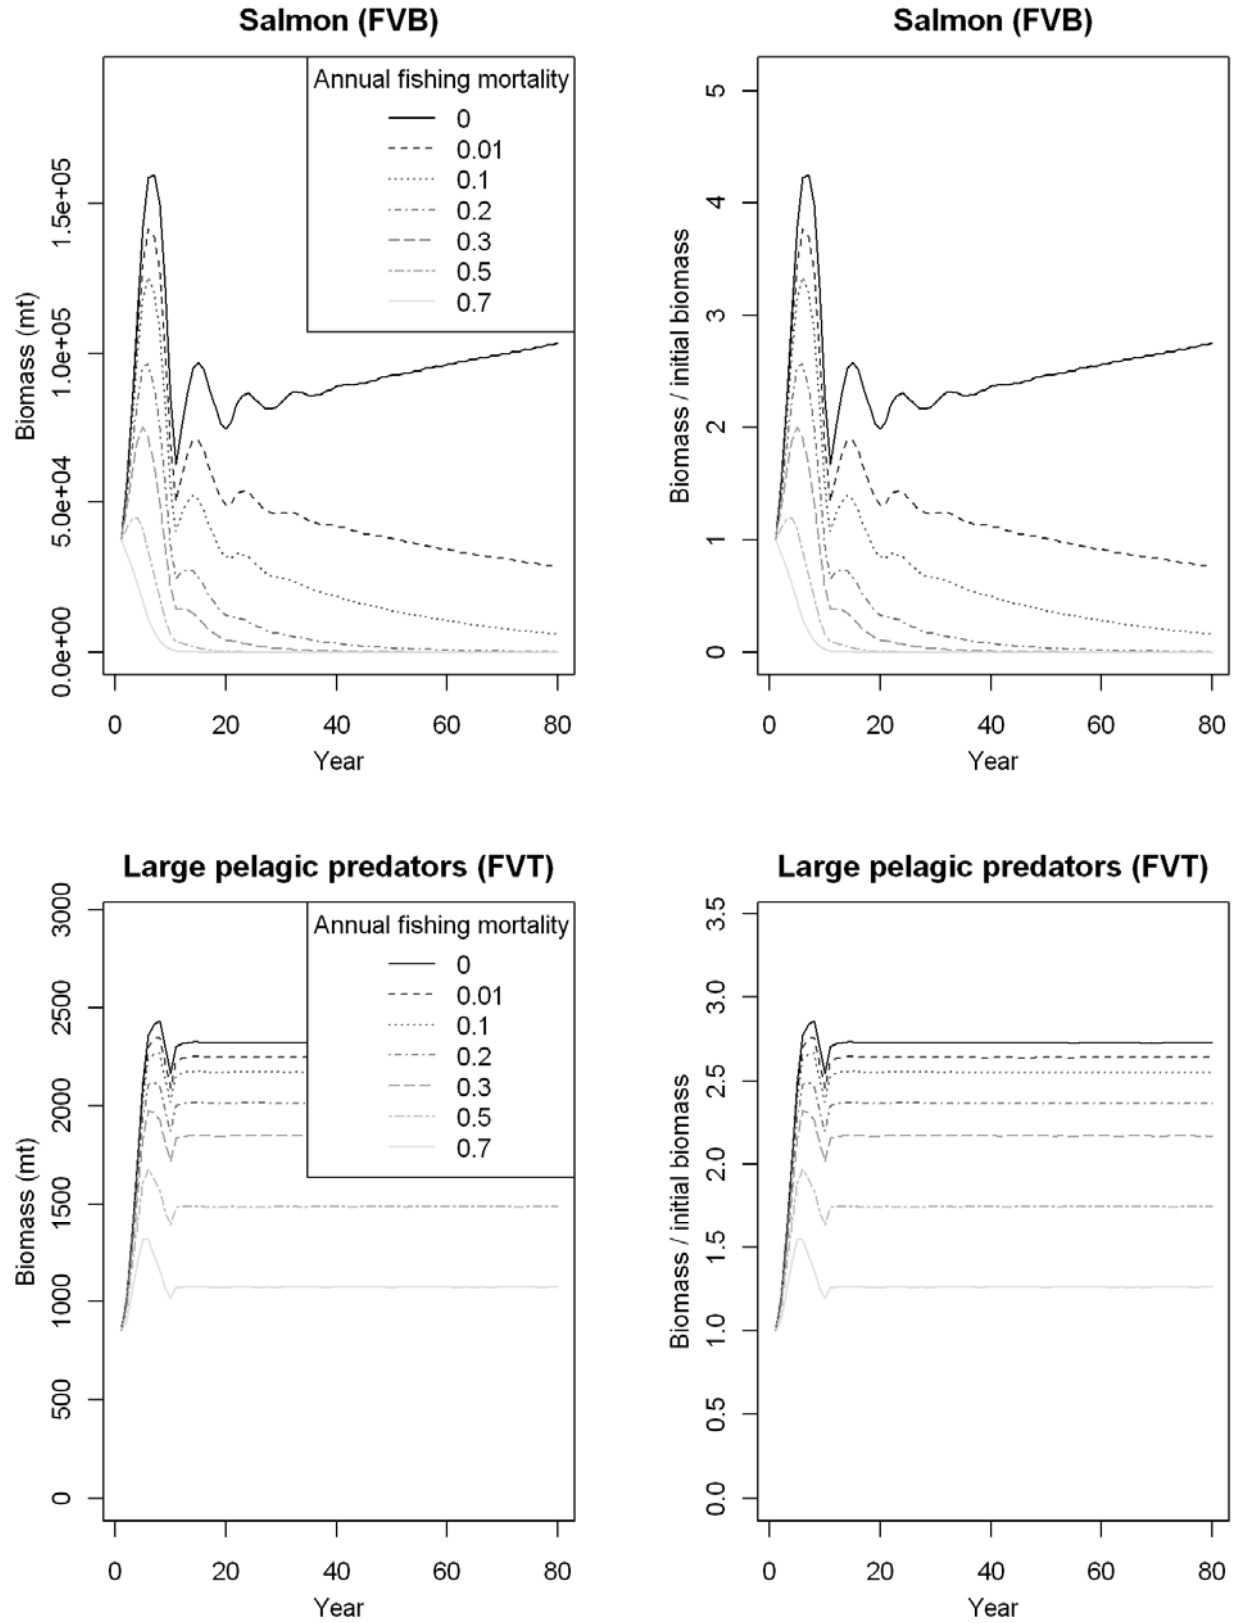 Salmon (FVB)
Biomass (mt)
0.0e+00 5.0e+04 1.0e+05 1.5e+05
Annual fishing mortality
0
0.01
0.1
0.2
0.3
0.5
0.7
0 20 40 60 80
Year
Salmon (FVB)
Biomass / initial biomass
0 1 2 3 4 5
0 20 40 60 80
Year
Large pelagic predators (FVT)
Biomass (mt)
0 500 1000 1500 2000 2500 3000
Annual fishing mortality
0
0.01
0.1
0.2
0.3
0.5
0.7
0 20 40 60 80
Year
Large pelagic predators (FVT)
Biomass / initial biomass
0.0 0.5 1.0 1.5 2.0 2.5 3.0 3.5
0 20 40 60 80
Year